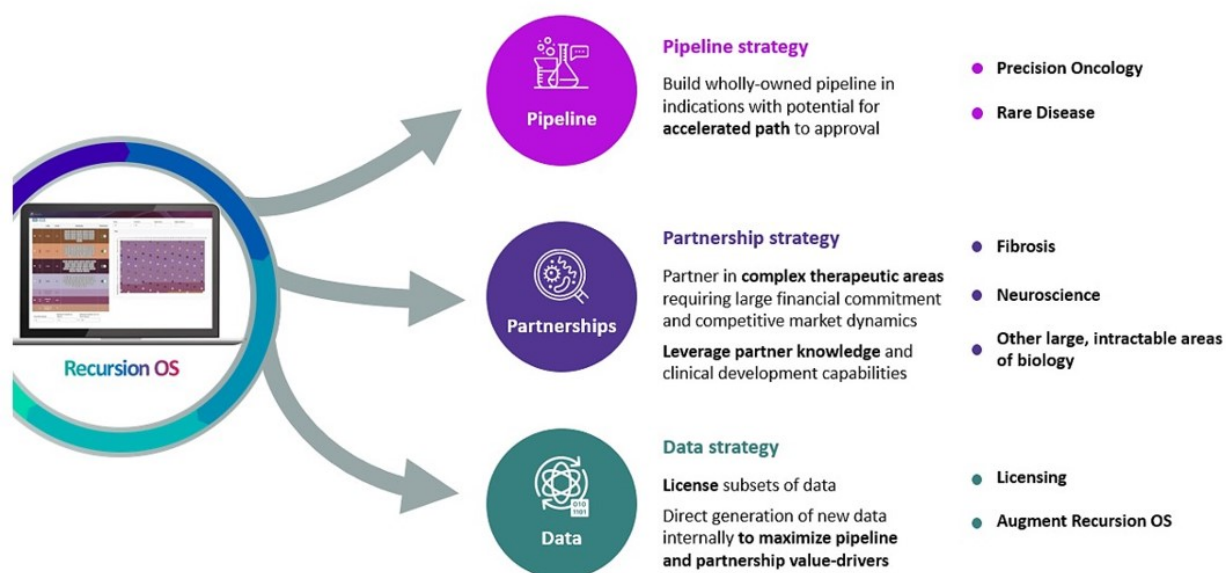 Pipeline strategy
Build wholly-owned pipeline in
indications with potential for
accelerated path to approval
Precision Oncology
Rare Disease
Pipeline
Partnership strategy
Partner in complex therapeutic areas
requiring large financial commitment
and competitive market dynamics
Leverage partner knowledge and
clinical development capabilities
Fibrosis
Neuroscience
Other large, intractable areas
of biology
Partnerships
Recursion OS
Data strategy
License subsets of data
Direct generation of new data
internally to maximize pipeline
and partnership value-drivers
Licensing
Augment Recursion OS
010
1101
Data